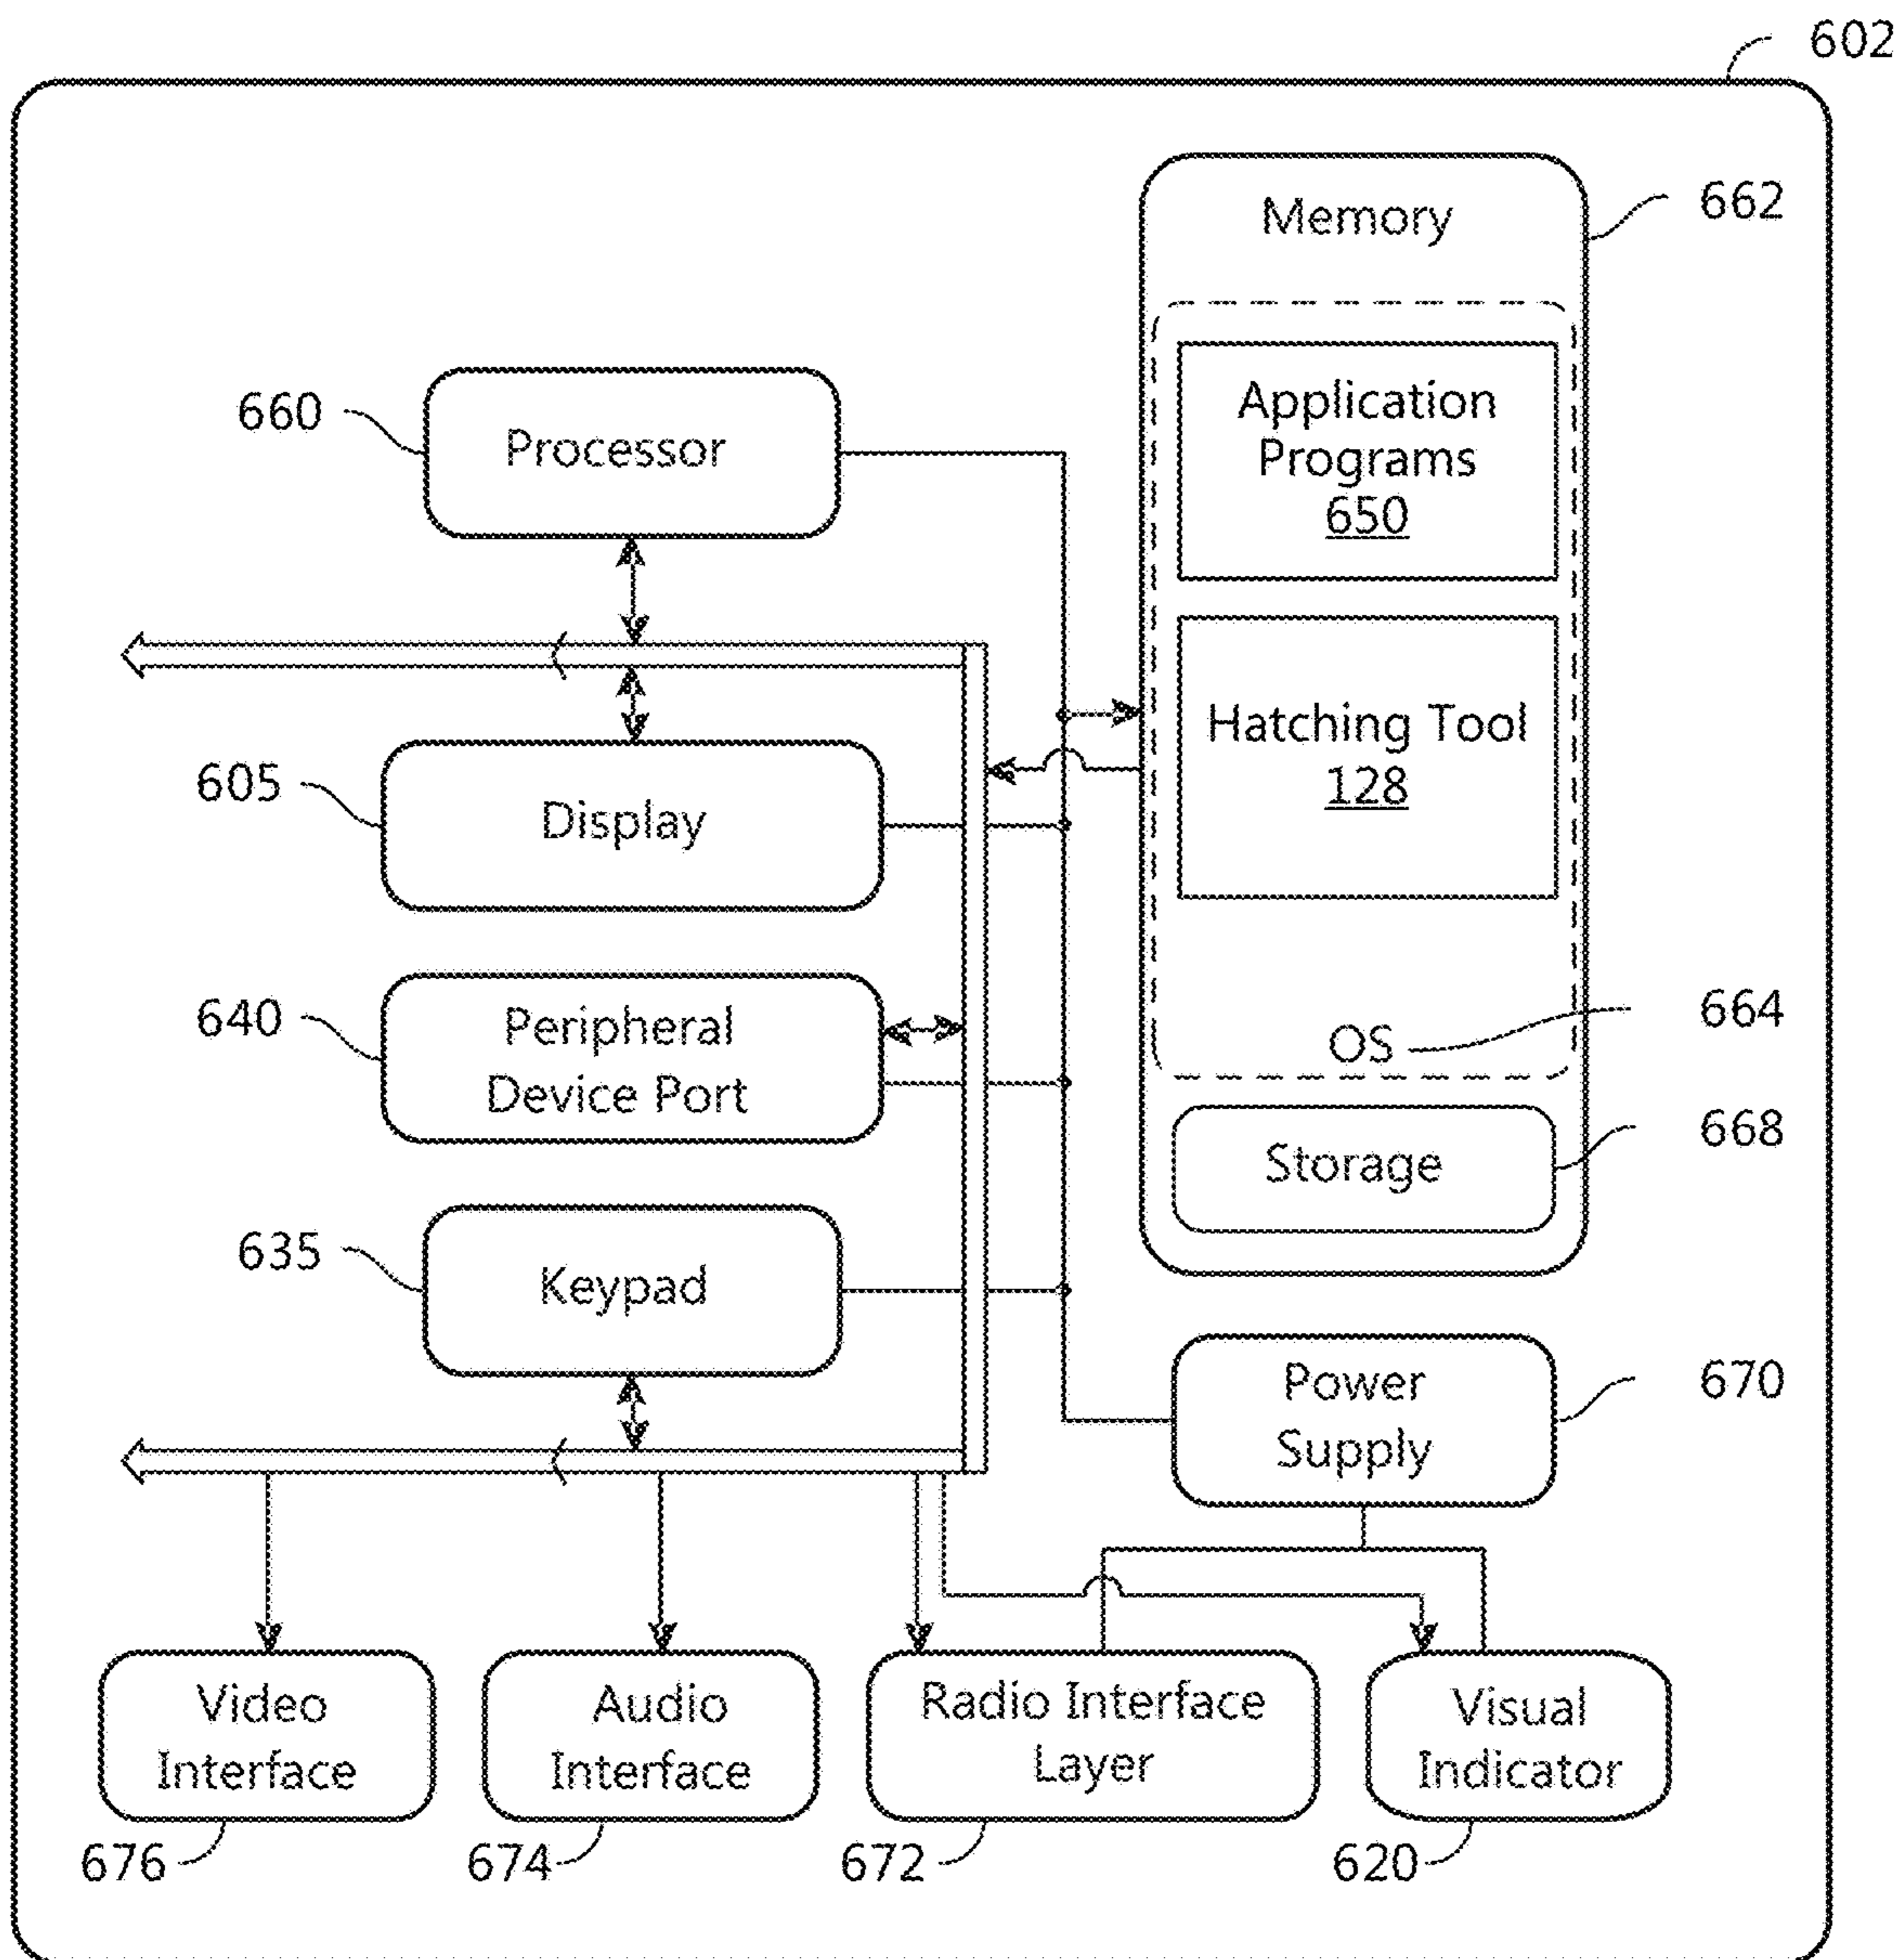 602
Memory
662
Application
Programs
650
660
Processor
Hatching Tool
128
605
Display
640
Peripheral
Device Port
OS
664
Storage
668
635
Keypad
Power
Supply
670
Video
Interface
Audio
Interface
Radio Interface
Layer
Visual
Indicator
676
674
672
620